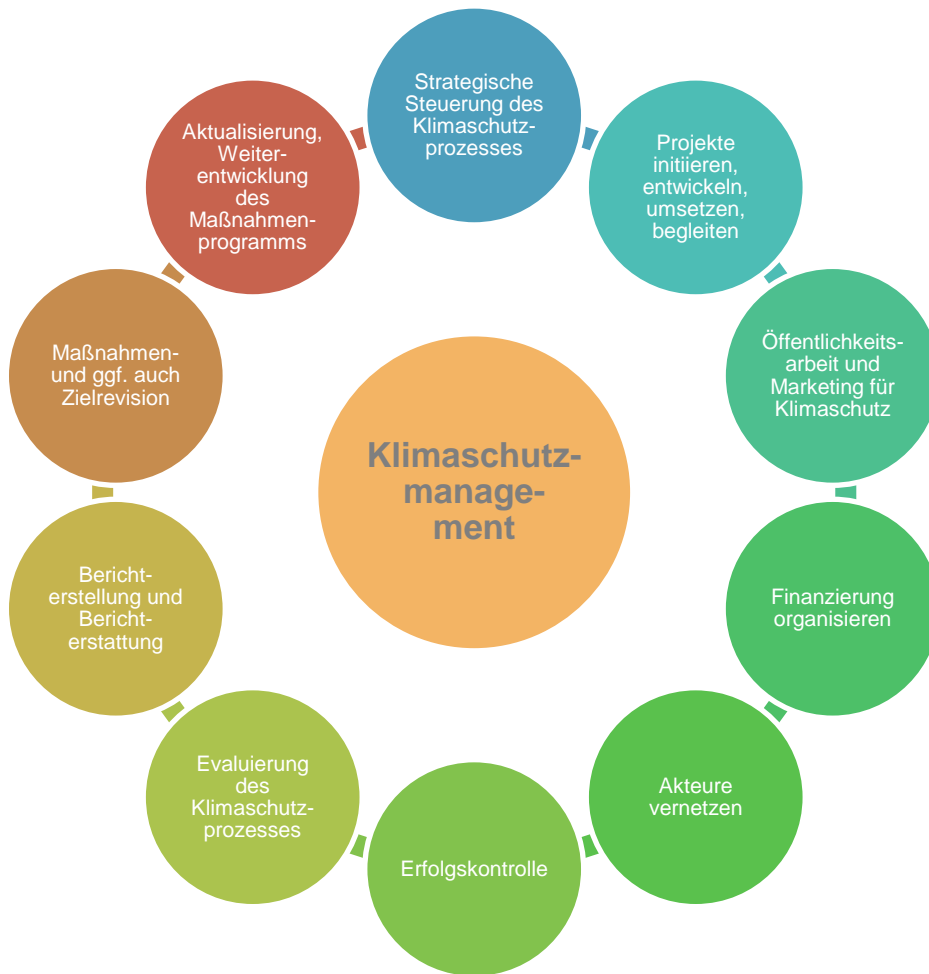 Strategische
Steuerung des
Klimaschutz-
prozesses
Projekte
initiieren,
entwickeln,
umsetzen,
begleiten
Öffentlichkeits-
arbeit und
Marketing für
Klimaschutz
Finanzierung
organisieren
Akteure
vernetzen
Erfolgskontrolle
Evaluierung
des
Klimaschutz-
prozesses
Bericht-
erstellung und
Bericht-
erstattung
Maßnahmen-
und ggf. auch
Zielrevision
Aktualisierung,
Weiter-
entwicklung
des
Maßnahmen-
programms
Klimaschutz-
manage-
ment